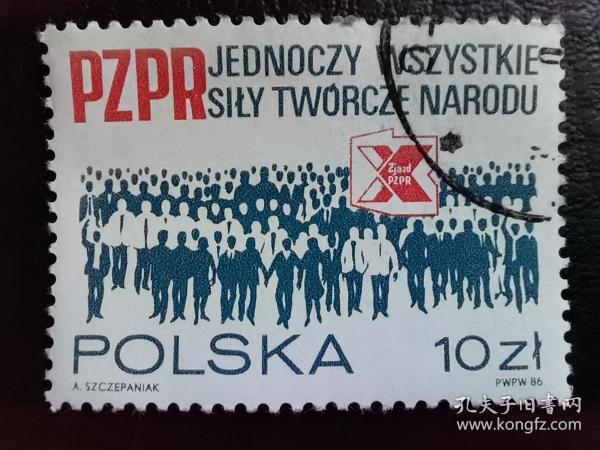 PZPR JEDNOCZY WSZYSTKIE
SIŁY TWÓRCZE NARODU
X
Zjazd
PZPR
POLSKA 10 zł
A. SZCZEPANIAK PWPW 86
孔夫子旧书网
www.kongfz.com